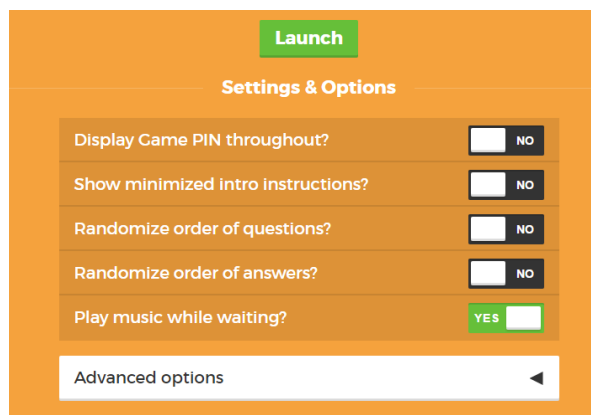 Launch
Settings & Options
Display Game PIN throughout? NO
Show minimized intro instructions? NO
Randomize order of questions? NO
Randomize order of answers? NO
Play music while waiting? YES
Advanced options